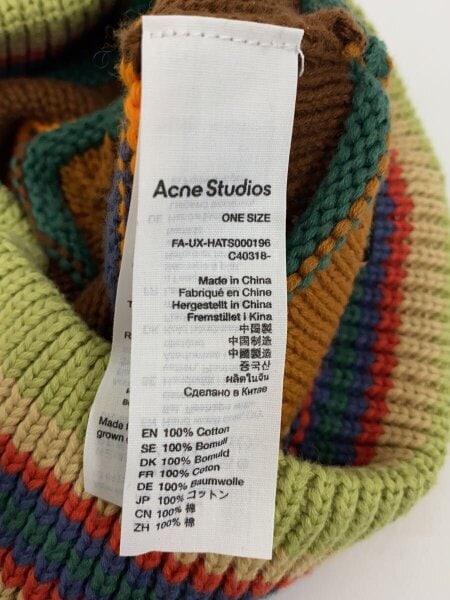 Acne Studios
ONE SIZE
FA-UX-HATS000196
C40318-
Made in China
Fabriqué en Chine
Hergestellt in China
Fremstillet i Kina
中国製
中国制造
中國製造
중국산
ผลิตในจีน
Сделано в Китае
EN 100% Cotton
SE 100% Bomull
DK 100% Bomuld
FR 100% Coton
DE 100% Baumwolle
JP 100% コットン
CN 100% 棉
ZH 100% 棉
Made
grown